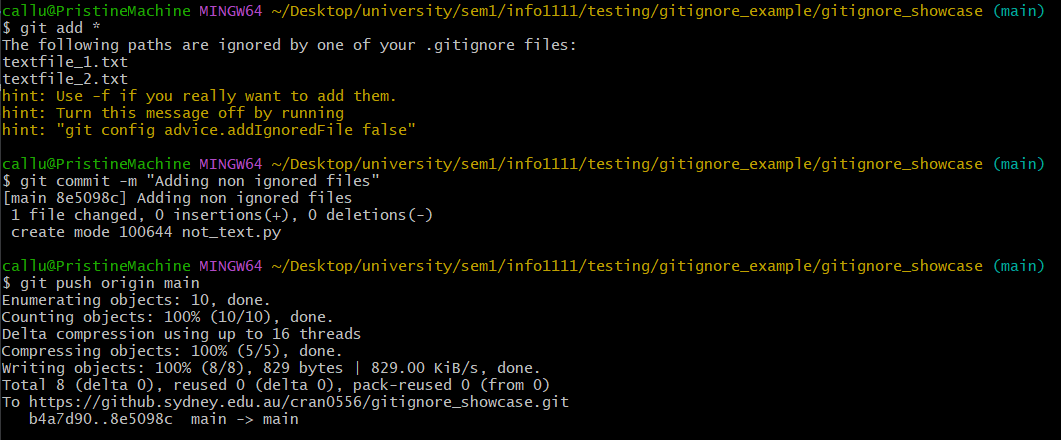 callu@PristineMachine MINGW64 ~/Desktop/university/sem1/info1111/testing/gitignore_example/gitignore_showcase (main)
$ git add *
The following paths are ignored by one of your .gitignore files:
textfile_1.txt
textfile_2.txt
hint: Use -f if you really want to add them.
hint: Turn this message off by running
hint: "git config advice.addIgnoredFile false"
callu@PristineMachine MINGW64 ~/Desktop/university/sem1/info1111/testing/gitignore_example/gitignore_showcase (main)
$ git commit -m "Adding non ignored files"
[main 8e5098c] Adding non ignored files
 1 file changed, 0 insertions(+), 0 deletions(-)
 create mode 100644 not_text.py
callu@PristineMachine MINGW64 ~/Desktop/university/sem1/info1111/testing/gitignore_example/gitignore_showcase (main)
$ git push origin main
Enumerating objects: 10, done.
Counting objects: 100% (10/10), done.
Delta compression using up to 16 threads
Compressing objects: 100% (5/5), done.
Writing objects: 100% (8/8), 829 bytes | 829.00 KiB/s, done.
Total 8 (delta 0), reused 0 (delta 0), pack-reused 0 (from 0)
To https://github.sydney.edu.au/cran0556/gitignore_showcase.git
   b4a7d90..8e5098c  main -> main